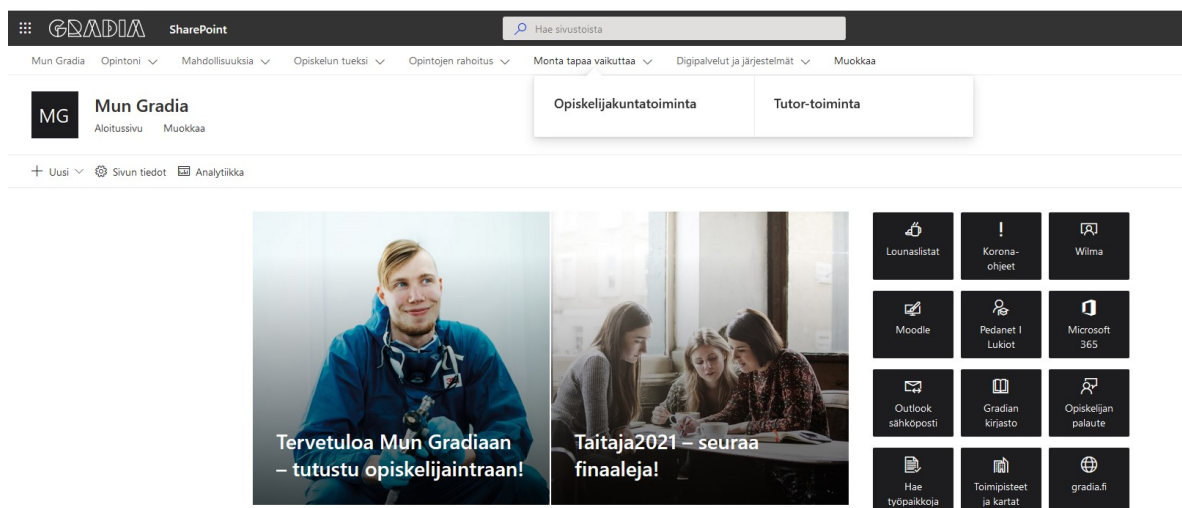 GRADIA SharePoint Hae sivustoista
Mun Gradia Opintoni Mahdollisuuksia Opiskelun tueksi Opintojen rahoitus Monta tapaa vaikuttaa Digipalvelut ja järjestelmät Muokkaa
Opiskelijakuntatoiminta Tutor-toiminta
MG
Mun Gradia
Aloitussivu Muokkaa
+ Uusi Sivun tiedot Analytiikka
Tervetuloa Mun Gradiaan
– tutustu opiskelijaintraan!
Taitaja2021 – seuraa
finaaleja!
Lounaslistat
Korona-
ohjeet
Wilma
Moodle
Pedanet I
Lukiot
Microsoft
365
Outlook
sähköposti
Gradian
kirjasto
Opiskelijan
palaute
Hae
työpaikkoja
Toimipisteet
ja kartat
gradia.fi